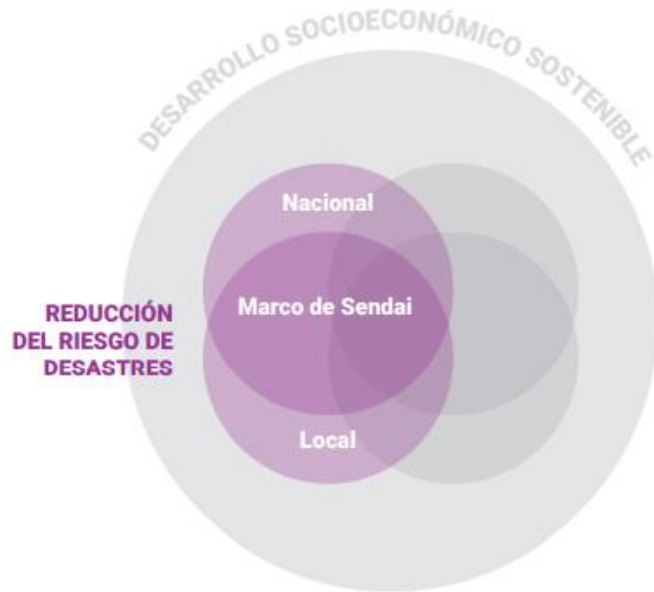 DESARROLLO SOCIOECONÓMICO SOSTENIBLE
Nacional
Marco de Sendai
REDUCCIÓN
DEL RIESGO DE
DESASTRES
Local